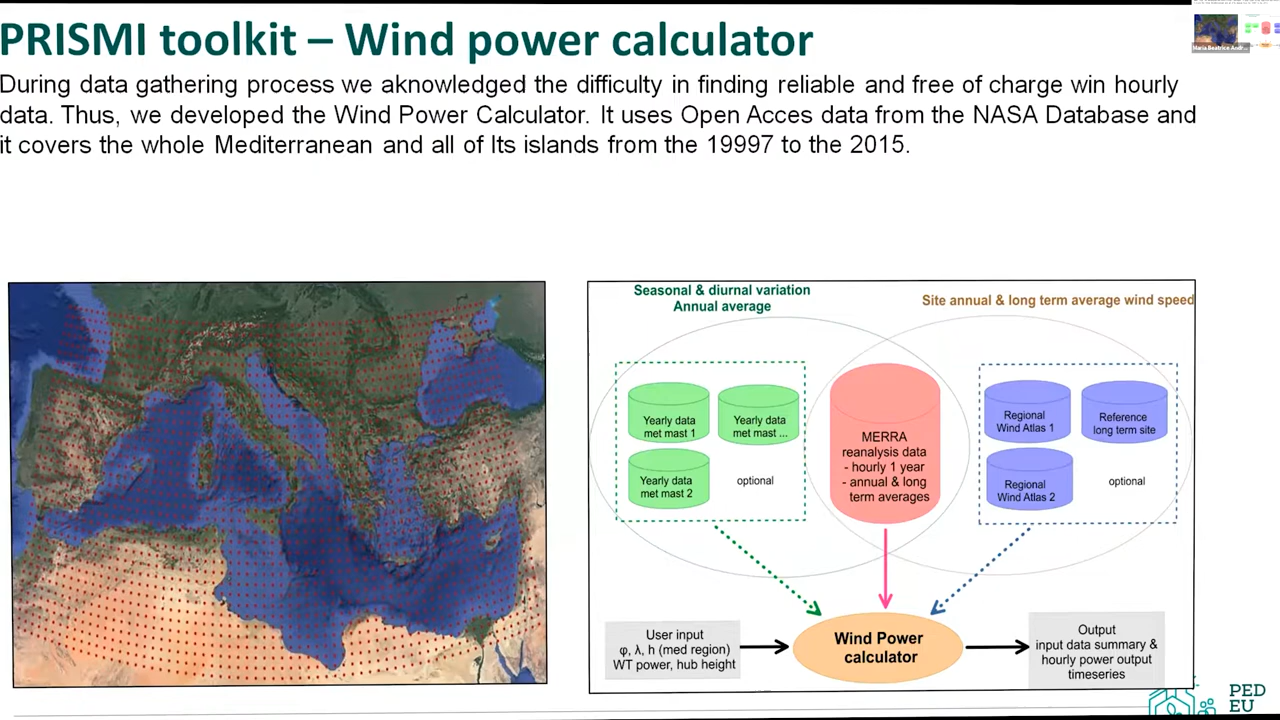 PRISMI toolkit – Wind power calculator
During data gathering process we aknowledged the difficulty in finding reliable and free of charge win hourly
data. Thus, we developed the Wind Power Calculator. It uses Open Acces data from the NASA Database and
it covers the whole Mediterranean and all of Its islands from the 19997 to the 2015.
Maria Beatrice Andr...
Seasonal & diurnal variation
Annual average
Site annual & long term average wind speed
Yearly data
met mast 1
Yearly data
met mast ...
Yearly data
met mast 2
optional
MERRA
reanalysis data
- hourly 1 year
- annual & long
term averages
Regional
Wind Atlas 1
Reference
long term site
Regional
Wind Atlas 2
optional
User input
φ, λ, h (med region)
WT power, hub height
Wind Power
calculator
Output
input data summary &
hourly power output
timeseries
PED
EU